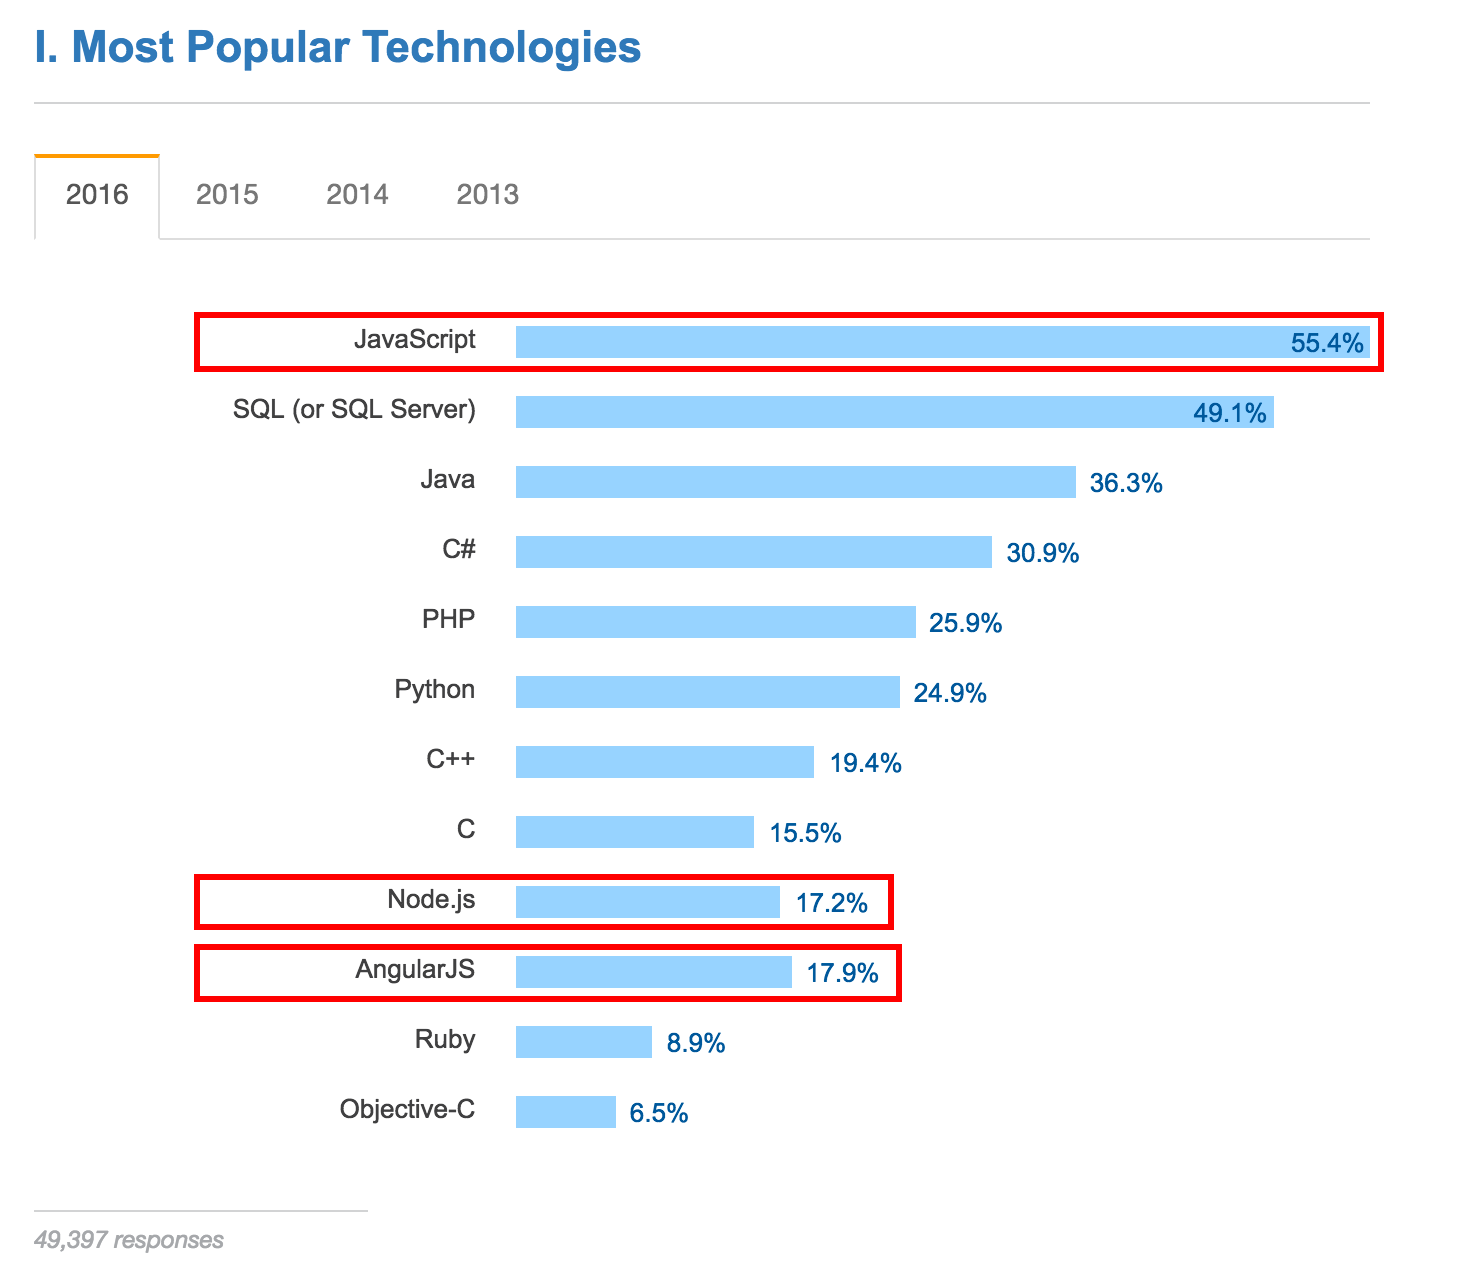 I. Most Popular Technologies
2016 2015 2014 2013
JavaScript 55.4%
SQL (or SQL Server) 49.1%
Java 36.3%
C# 30.9%
PHP 25.9%
Python 24.9%
C++ 19.4%
C 15.5%
Node.js 17.2%
AngularJS 17.9%
Ruby 8.9%
Objective-C 6.5%
49,397 responses